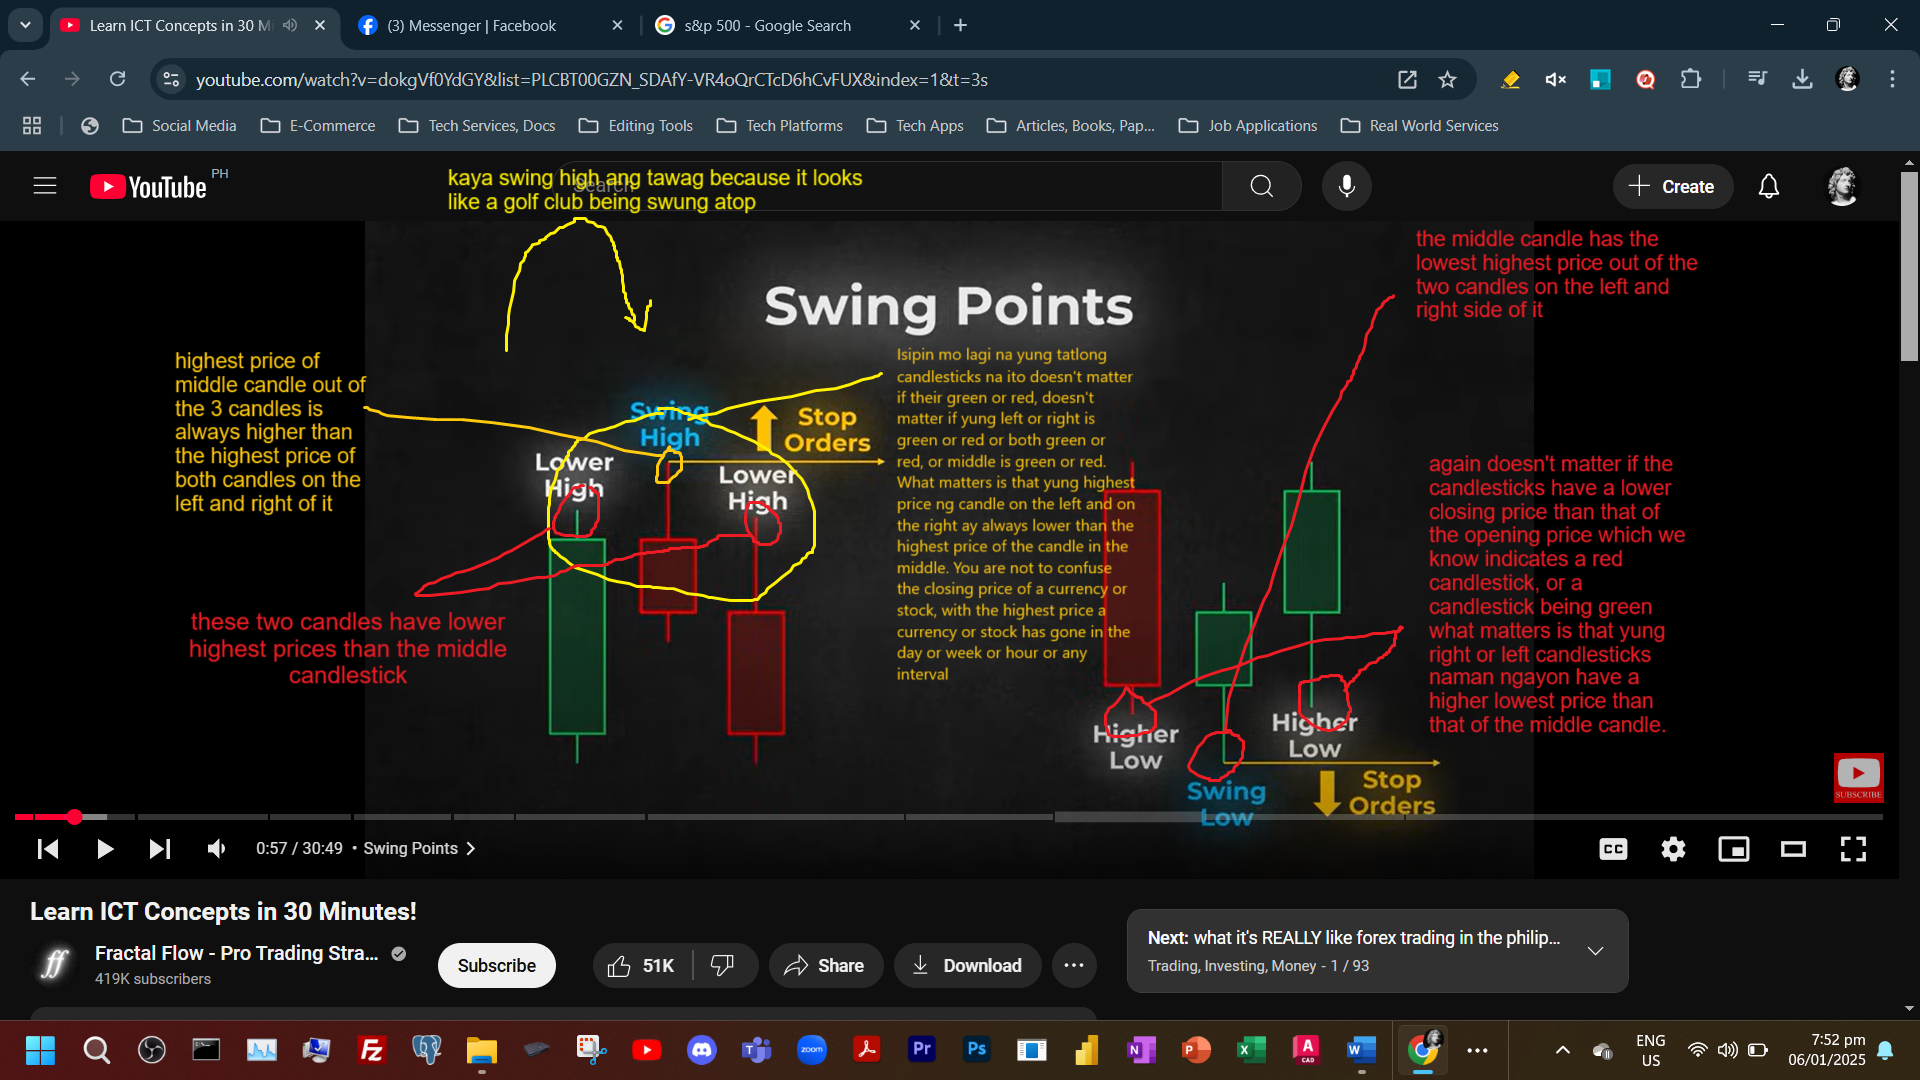 Learn ICT Concepts in 30 Mi
(3) Messenger | Facebook
s&p 500 - Google Search
youtube.com/watch?v=dokgVf0YdGY&list=PLCBT00GZN_SDAfY-VR4oQrCTcD6hCvFUX&index=1&t=3s
Social Media
E-Commerce
Tech Services, Docs
Editing Tools
Tech Platforms
Tech Apps
Articles, Books, Pap...
Job Applications
Real World Services
YouTube PH
Search
Create
kaya swing high ang tawag because it looks
like a golf club being swung atop
Swing Points
the middle candle has the
lowest highest price out of the
two candles on the left and
right side of it
highest price of
middle candle out of
the 3 candles is
always higher than
the highest price of
both candles on the
left and right of it
Swing
High
Stop
Orders
Lower
High
Lower
High
Isipin mo lagi na yung tatlong
candlesticks na ito doesn't matter
if their green or red, doesn't
matter if yung left or right is
green or red or both green or
red, or middle is green or red.
What matters is that yung highest
price ng candle on the left and on
the right ay always lower than the
highest price of the candle in the
middle. You are not to confuse
the closing price of a currency or
stock, with the highest price a
currency or stock has gone in the
day or week or hour or any
interval
again doesn't matter if the
candlesticks have a lower
closing price than that of
the opening price which we
know indicates a red
candlestick, or a
candlestick being green
what matters is that yung
right or left candlesticks
naman ngayon have a
higher lowest price than
that of the middle candle.
these two candles have lower
highest prices than the middle
candlestick
Higher
Low
Higher
Low
Swing
Low
Stop
Orders
SUBSCRIBE
0:57 / 30:49 • Swing Points
CC
Learn ICT Concepts in 30 Minutes!
ff
Fractal Flow - Pro Trading Stra...
419K subscribers
Subscribe
51K
Share
Download
Next: what it's REALLY like forex trading in the philip...
Trading, Investing, Money - 1 / 93
Fz
zoom
Pr
Ps
N
P
X
A
CAD
W
ENG
US
7:52 pm
06/01/2025